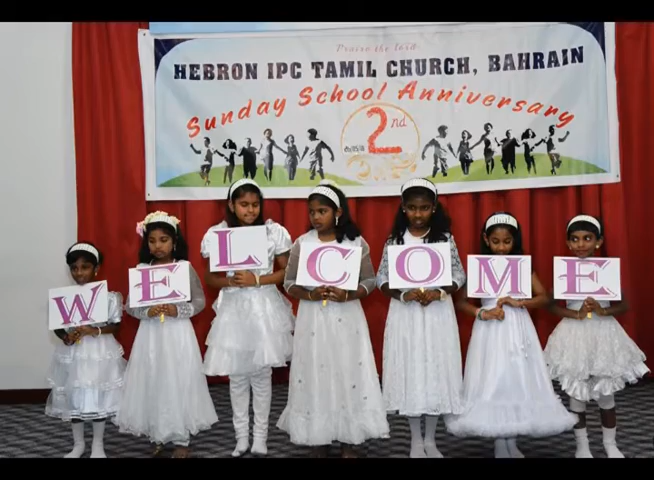 Praise the Lord
HEBRON IPC TAMIL CHURCH, BAHRAIN
Sunday School Anniversary
2nd
W E L C O M E